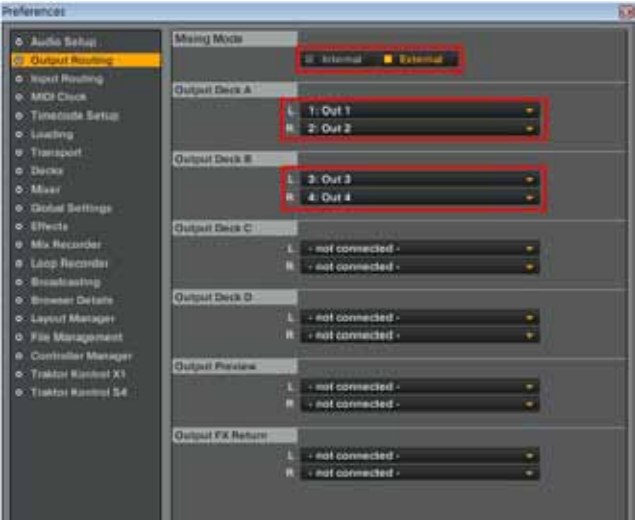 Preferences
Audio Setup
Output Routing
Input Routing
MIDI Clock
Timecode Setup
Loading
Transport
Decks
Mixer
Global Settings
Effects
Mix Recorder
Loop Recorder
Broadcasting
Browser Details
Layout Manager
File Management
Controller Manager
Traktor Kontrol X1
Traktor Kontrol S4
Mixing Mode
Internal External
Output Deck A
L 1: Out 1
R 2: Out 2
Output Deck B
L 3: Out 3
R 4: Out 4
Output Deck C
L - not connected -
R - not connected -
Output Deck D
L - not connected -
R - not connected -
Output Preview
L - not connected -
R - not connected -
Output FX Return
L - not connected -
R - not connected -